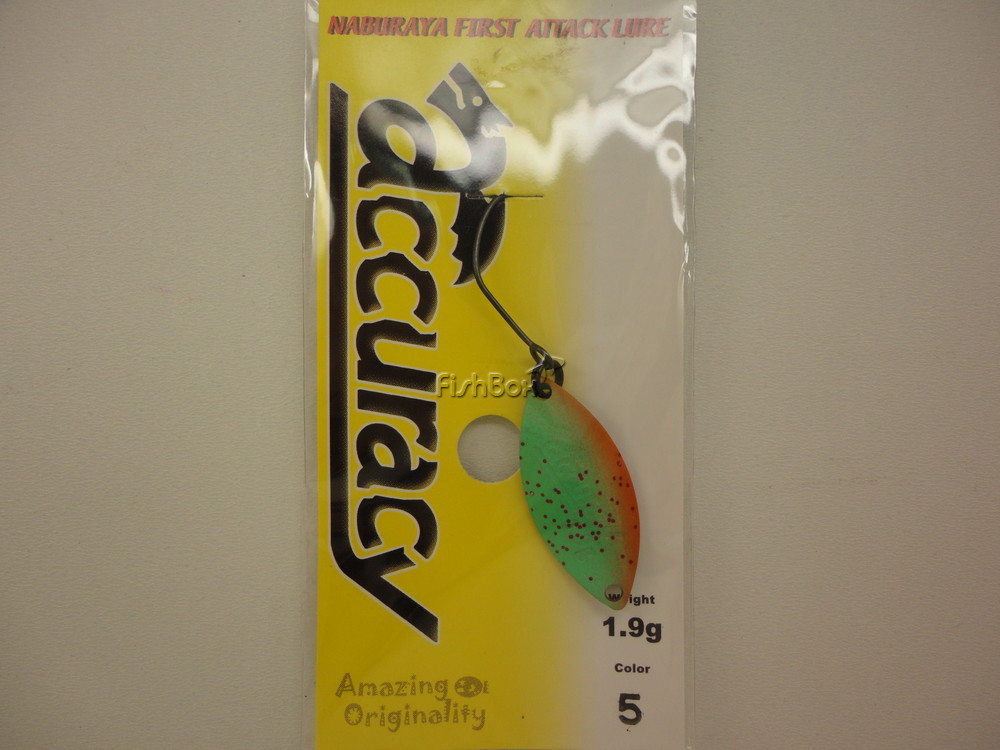 NABURAYA FIRST ATTACK LURE
accuracy
FishBox
ight
1.9g
Color
5
Amazing
Originality